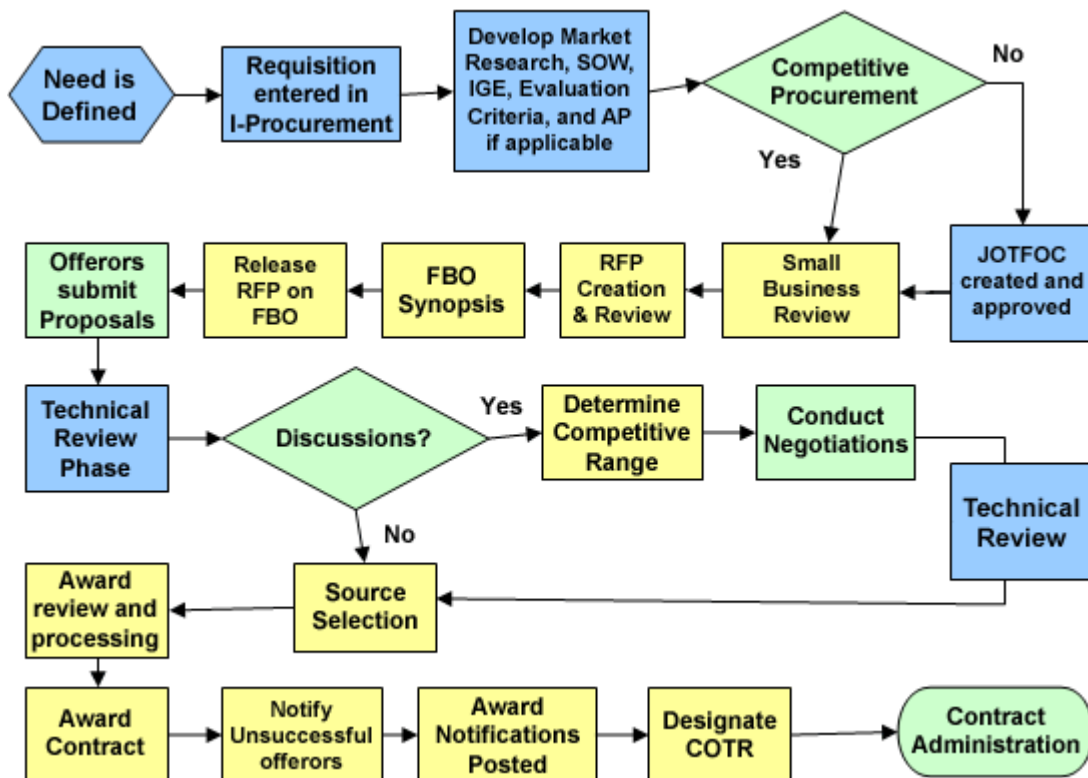 Need is
Defined
Requisition
entered in
I-Procurement
Develop Market
Research, SOW,
IGE, Evaluation
Criteria, and AP
if applicable
Competitive
Procurement
No
Yes
JOTFOC
created and
approved
Small
Business
Review
RFP
Creation
& Review
FBO
Synopsis
Release
RFP on
FBO
Offerors
submit
Proposals
Technical
Review
Phase
Discussions?
Yes
No
Determine
Competitive
Range
Conduct
Negotiations
Technical
Review
Source
Selection
Award
review and
processing
Award
Contract
Notify
Unsuccessful
offerors
Award
Notifications
Posted
Designate
COTR
Contract
Administration